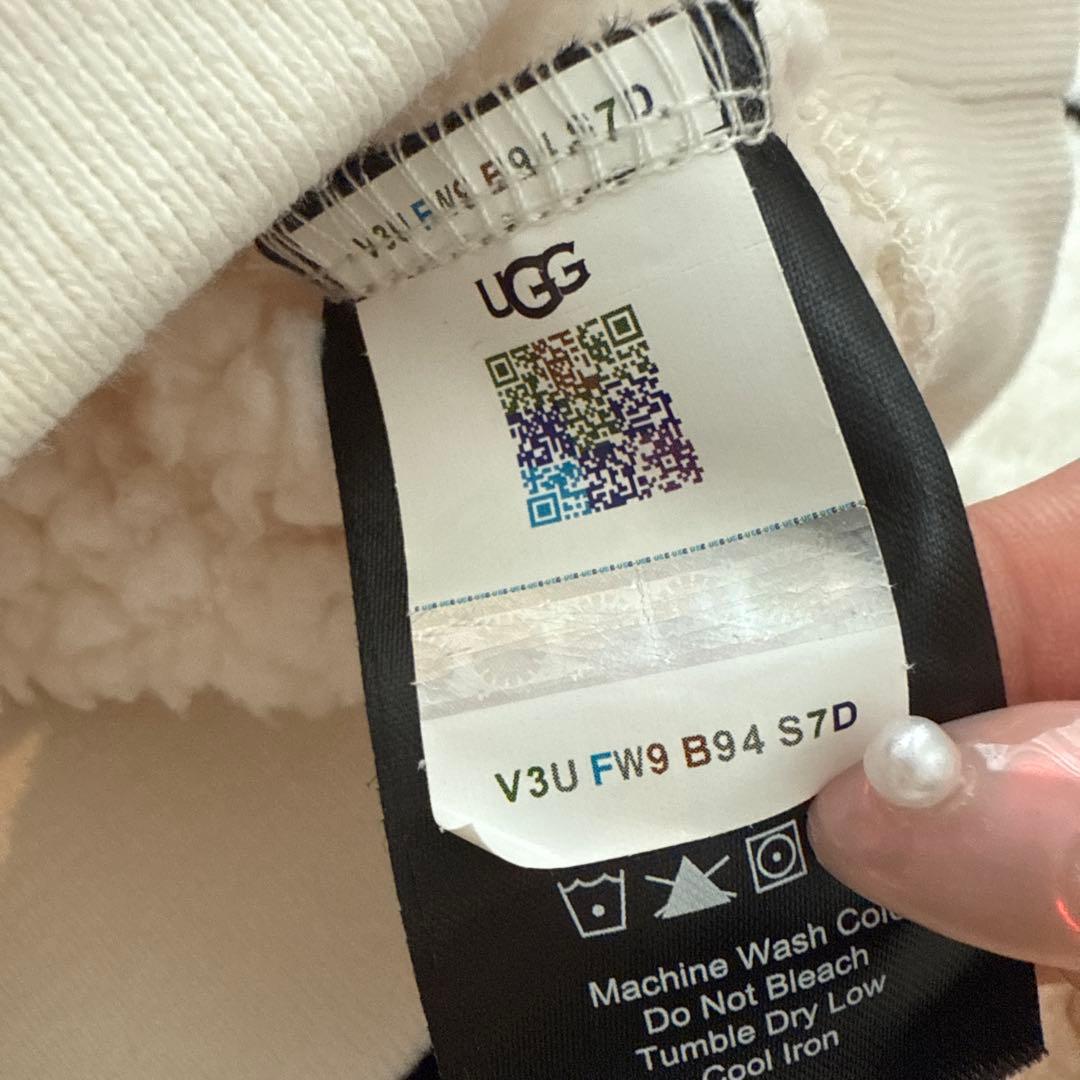 V3U FW9 B94 S7D
UGG
V3U FW9 B94 S7D
Machine Wash
Do Not Bleach
Tumble Dry Low
Cool Iron